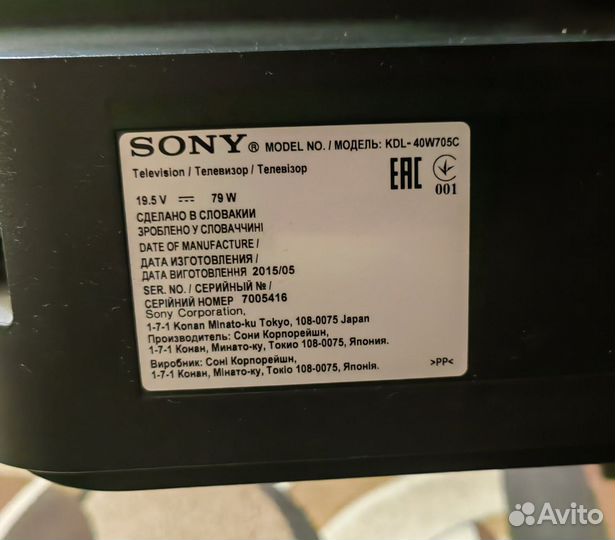 SONY ® MODEL NO. / МОДЕЛЬ: KDL-40W705C
Television / Телевизор / Телевізор
EAC
001
19.5 V ⎓ 79 W
СДЕЛАНО В СЛОВАКИИ
ЗРОБЛЕНО У СЛОВАЧЧИНІ
DATE OF MANUFACTURE /
ДАТА ИЗГОТОВЛЕНИЯ /
ДАТА ВИГОТОВЛЕННЯ 2015/05
SER. NO. / СЕРИЙНЫЙ № /
СЕРІЙНИЙ НОМЕР 7005416
Sony Corporation,
1-7-1 Konan Minato-ku Tokyo, 108-0075 Japan
Производитель: Сони Корпорейшн,
1-7-1 Конан, Минато-ку, Токио 108-0075, Япония.
Виробник: Соні Корпорейшн,
1-7-1 Конан, Мінато-ку, Токіо 108-0075, Японія.
>PP<
Avito